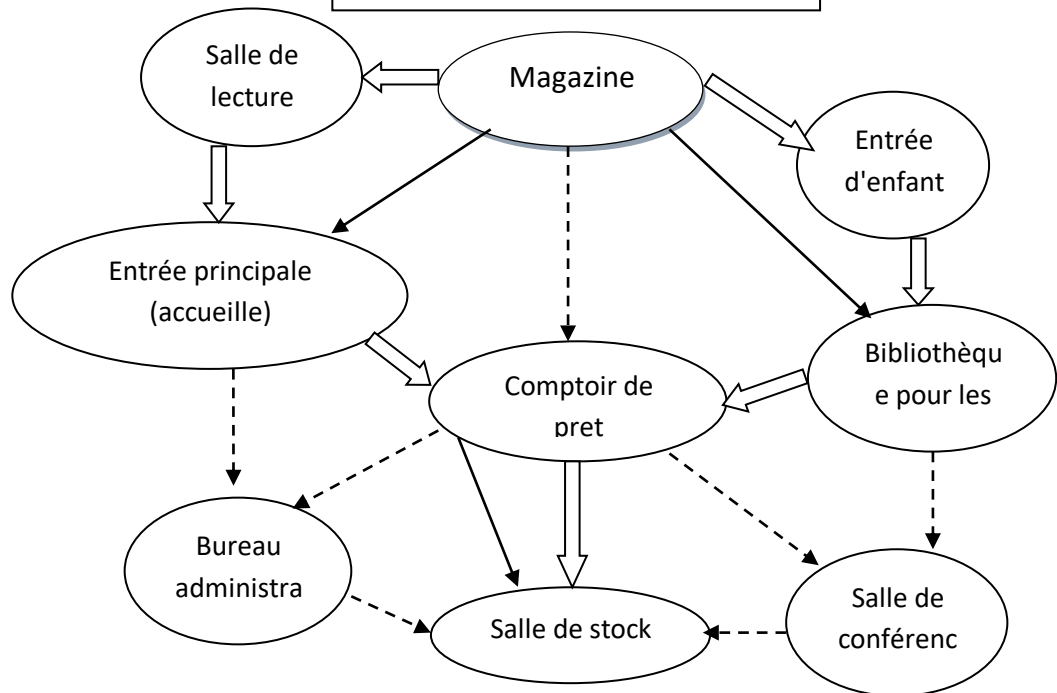 Salle de
lecture
Magazine
Entrée
d'enfant
Entrée principale
(accueille)
Bibliothèqu
e pour les
Comptoir de
pret
Bureau
administra
Salle de stock
Salle de
conférenc